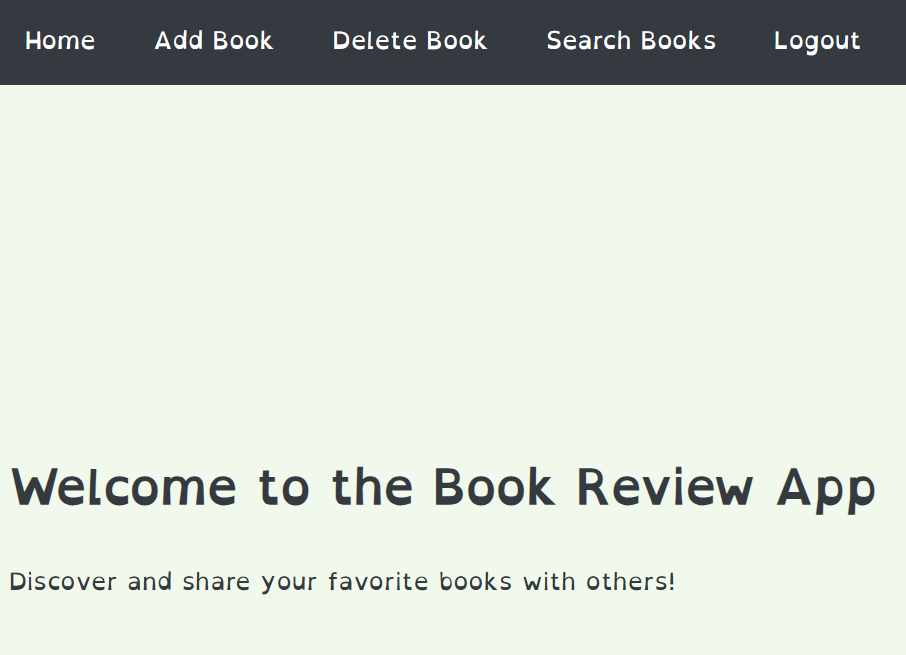 Home Add Book Delete Book Search Books Logout
Welcome to the Book Review App
Discover and share your favorite books with others!